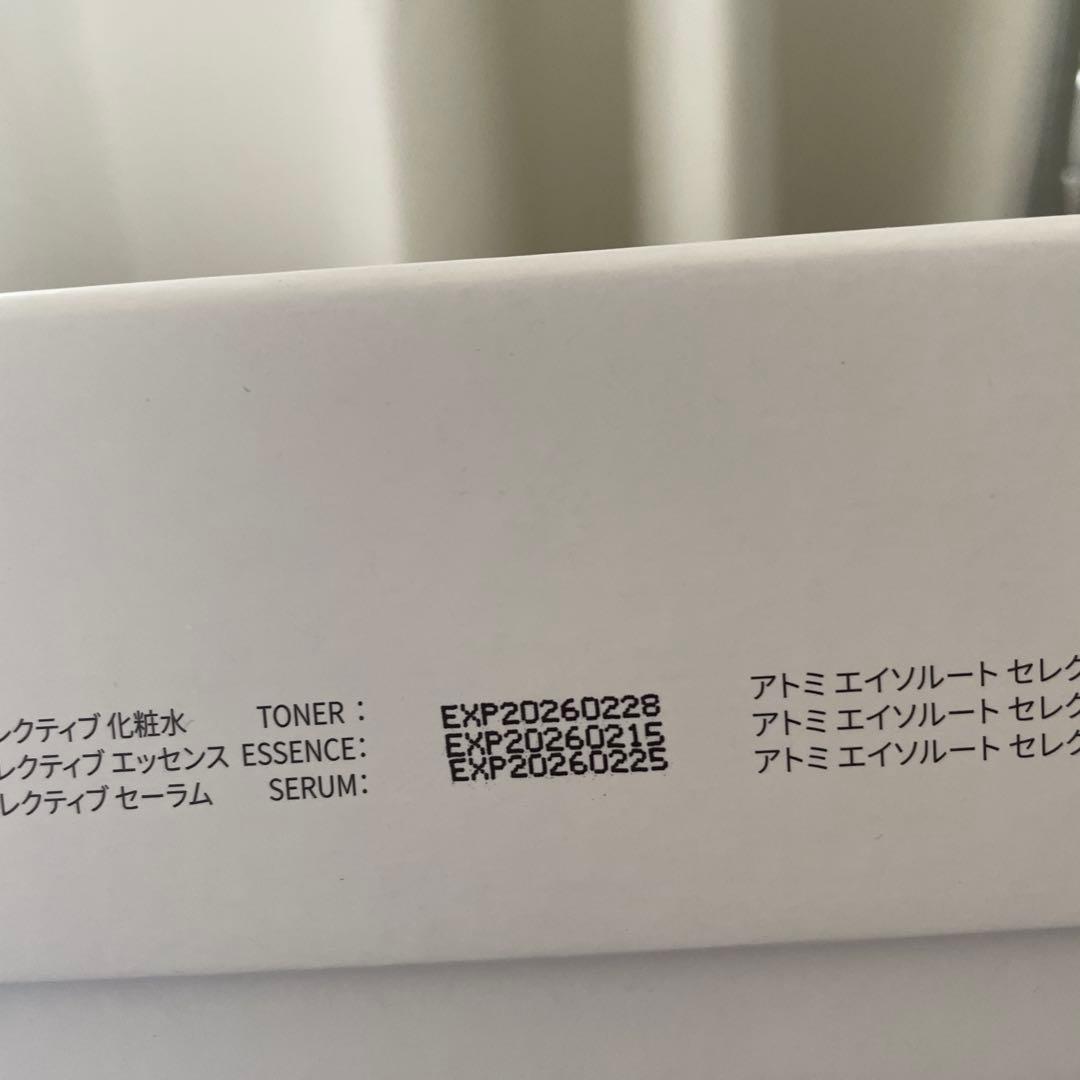 レクティブ 化粧水 TONER : EXP20260228 アトミ エイソルート セレク
レクティブ エッセンス ESSENCE: EXP20260215 アトミ エイソルート セレク
レクティブ セーラム SERUM: EXP20260225 アトミ エイソルート セレク